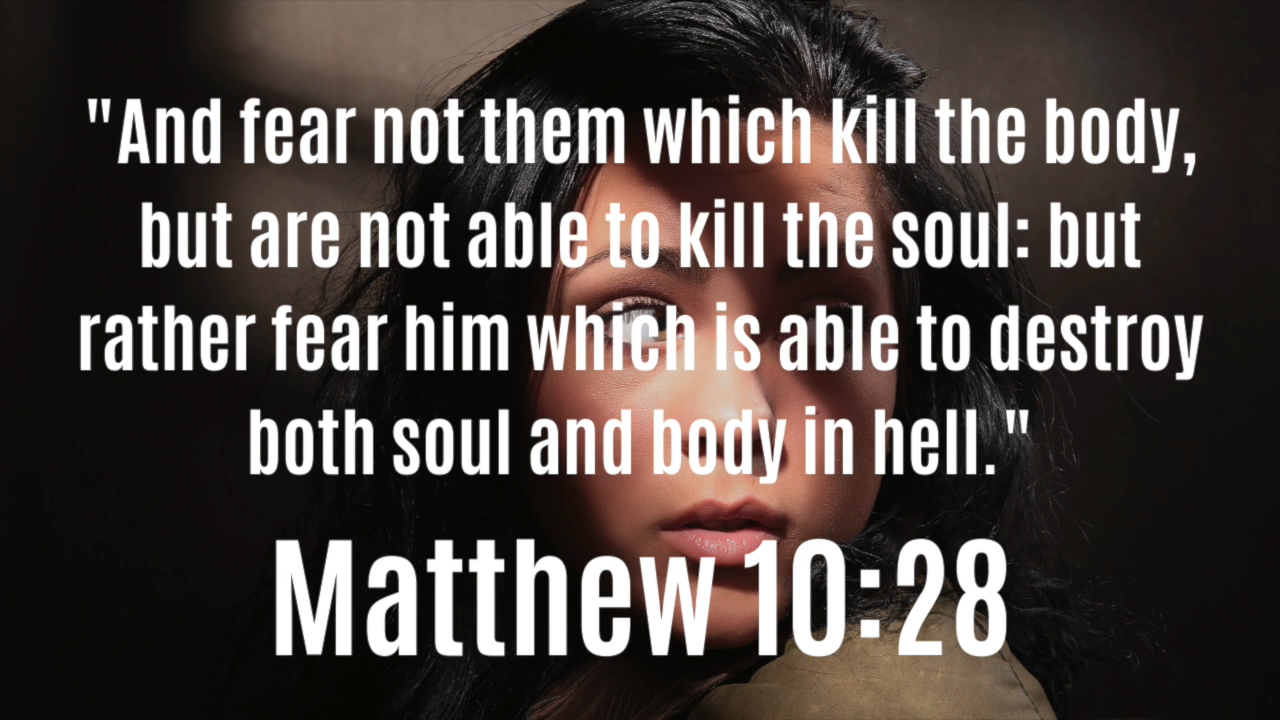 "And fear not them which kill the body,
but are not able to kill the soul: but
rather fear him which is able to destroy
both soul and body in hell."
Matthew 10:28